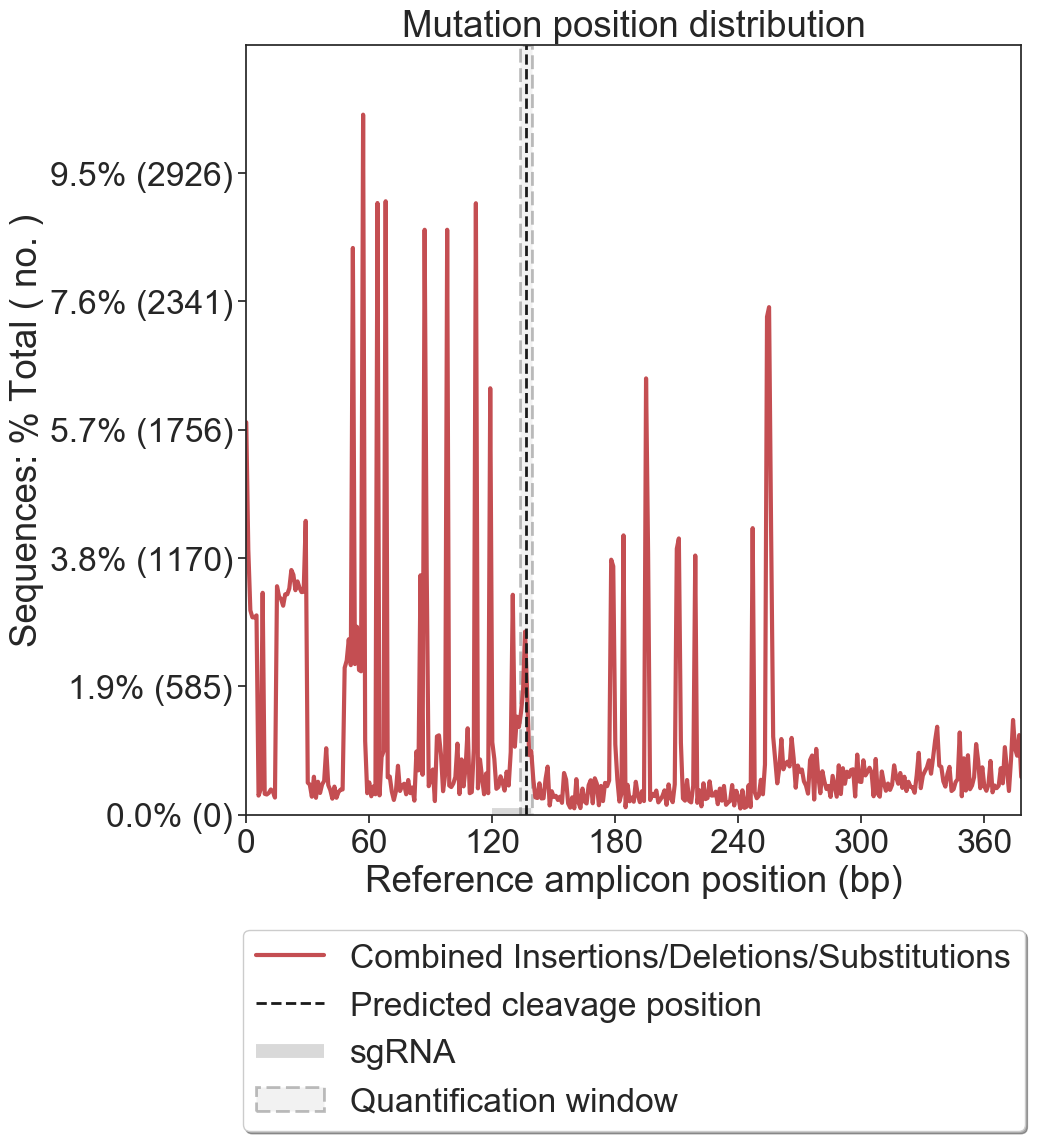 Mutation position distribution
Sequences: % Total ( no. )
9.5% (2926)
7.6% (2341)
5.7% (1756)
3.8% (1170)
1.9% (585)
0.0% (0)
0 60 120 180 240 300 360
Reference amplicon position (bp)
Combined Insertions/Deletions/Substitutions
Predicted cleavage position
sgRNA
Quantification window